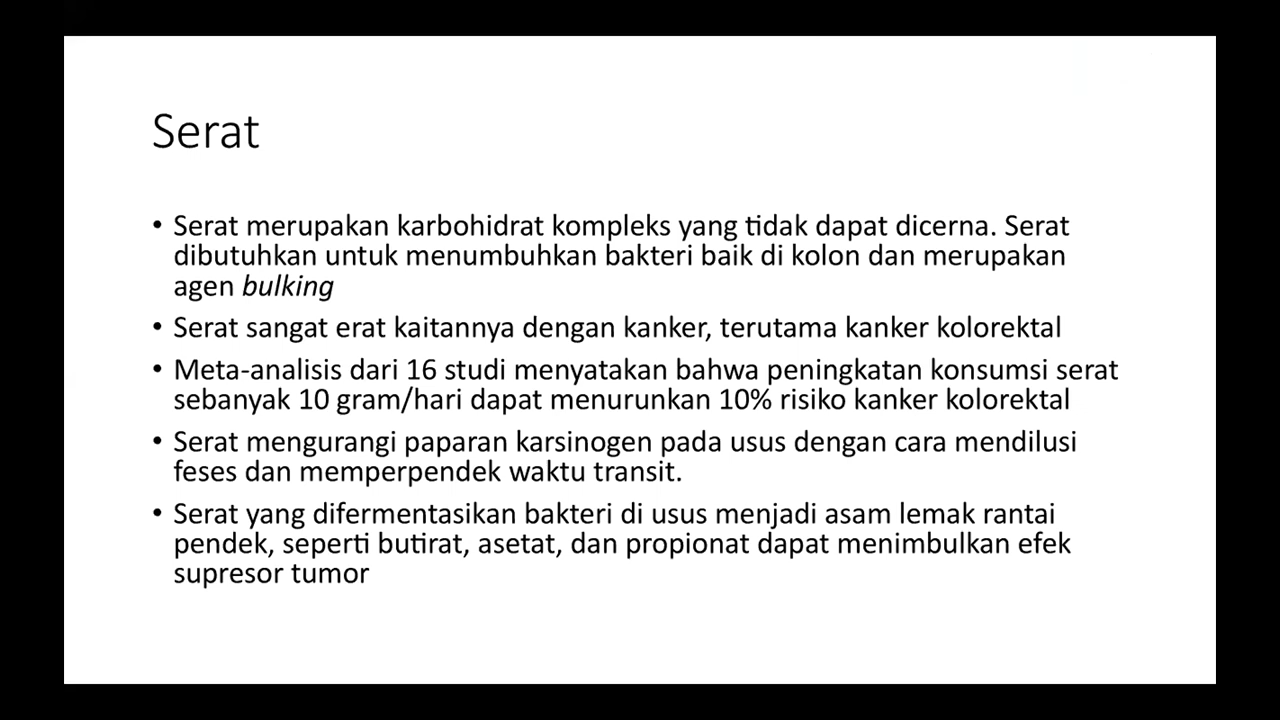 Serat
• Serat merupakan karbohidrat kompleks yang tidak dapat dicerna. Serat
dibutuhkan untuk menumbuhkan bakteri baik di kolon dan merupakan
agen bulking
• Serat sangat erat kaitannya dengan kanker, terutama kanker kolorektal
• Meta-analisis dari 16 studi menyatakan bahwa peningkatan konsumsi serat
sebanyak 10 gram/hari dapat menurunkan 10% risiko kanker kolorektal
• Serat mengurangi paparan karsinogen pada usus dengan cara mendilusi
feses dan memperpendek waktu transit.
• Serat yang difermentasikan bakteri di usus menjadi asam lemak rantai
pendek, seperti butirat, asetat, dan propionat dapat menimbulkan efek
supresor tumor